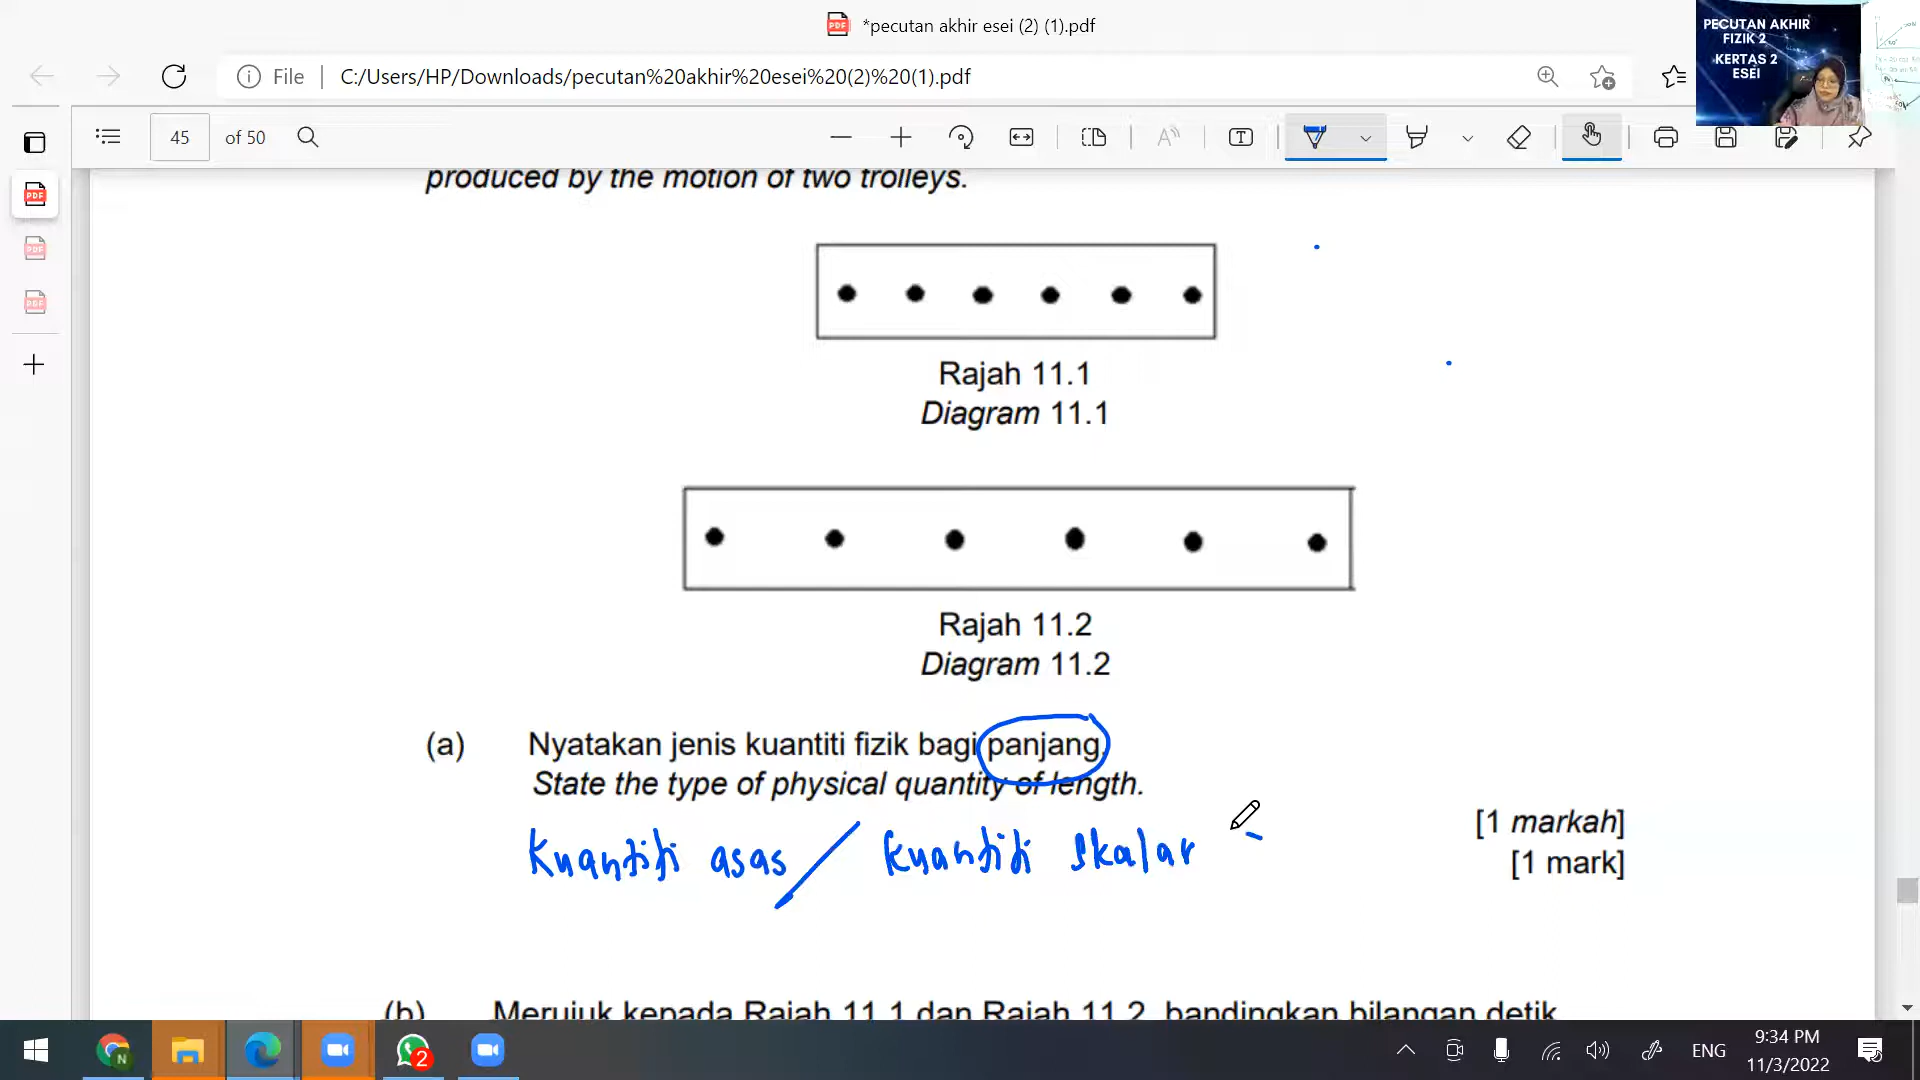 *pecutan akhir esei (2) (1).pdf
File
C:/Users/HP/Downloads/pecutan%20akhir%20esei%20(2)%20(1).pdf
PECUTAN AKHIR
FIZIK 2
KERTAS 2
ESEI
45 of 50
produced by the motion of two trolleys.
Rajah 11.1
Diagram 11.1
Rajah 11.2
Diagram 11.2
(a) Nyatakan jenis kuantiti fizik bagi panjang.
State the type of physical quantity of length.
[1 markah]
Kuantiti asas / kuantiti skalar
[1 mark]
(b) Merujuk kepada Rajah 11.1 dan Rajah 11.2, bandingkan bilangan detik
2
ENG
9:34 PM
11/3/2022